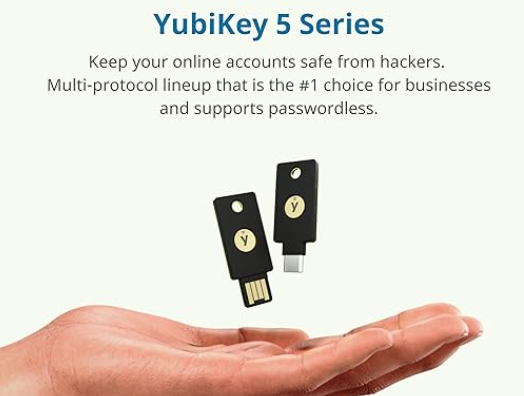 YubiKey 5 Series
Keep your online accounts safe from hackers.
Multi-protocol lineup that is the #1 choice for businesses
and supports passwordless.
y
y